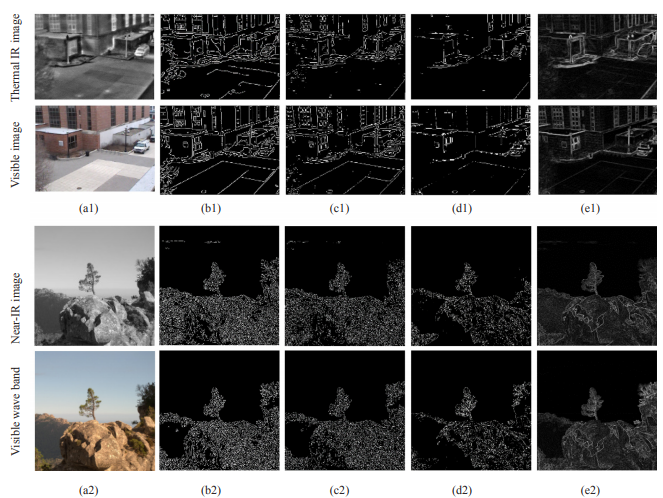 Thermal IR image
Visible image
(a1) (b1) (c1) (d1) (e1)
Near-IR image
Visible wave band
(a2) (b2) (c2) (d2) (e2)